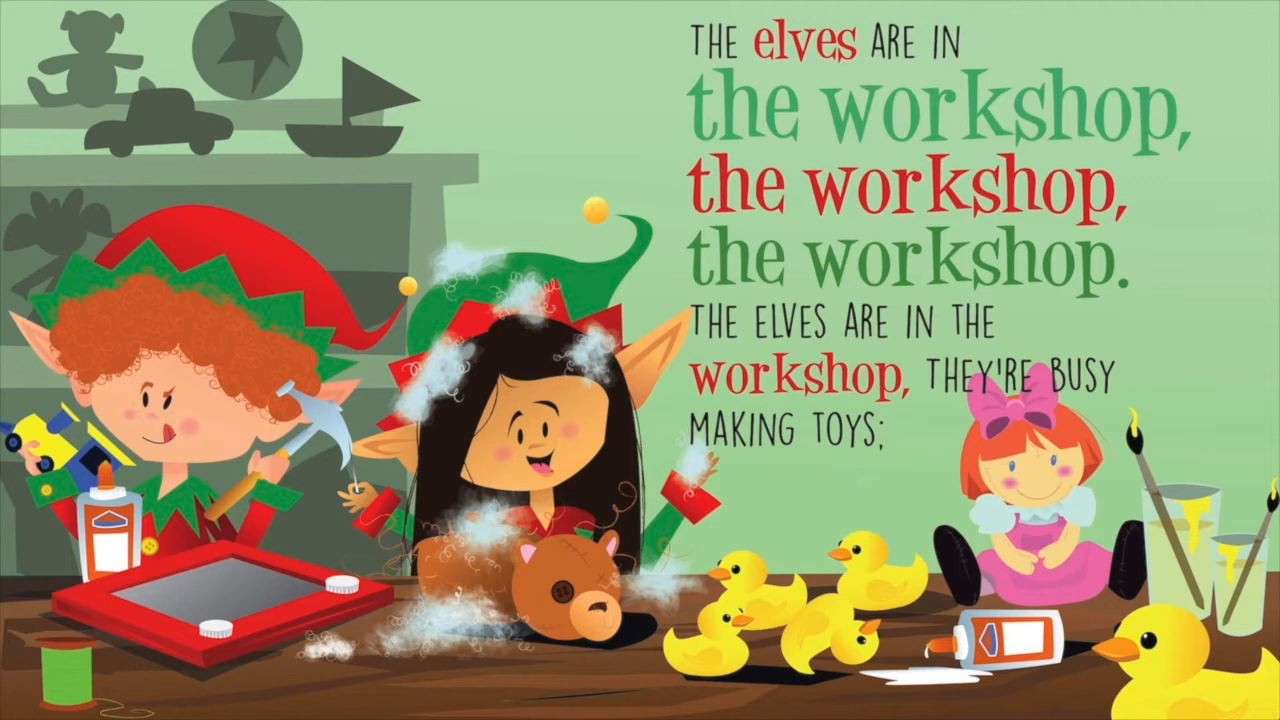 THE elves ARE IN
the workshop,
the workshop,
the workshop.
THE ELVES ARE IN THE
workshop, THEY'RE BUSY
MAKING TOYS;